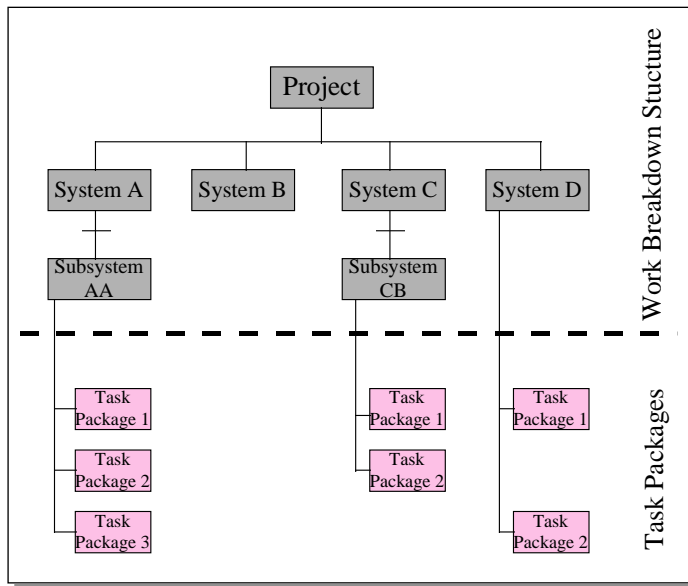 Project
System A
System B
System C
System D
Subsystem
AA
Subsystem
CB
Work Breakdown Stucture
Task
Package 1
Task
Package 2
Task
Package 3
Task
Package 1
Task
Package 2
Task
Package 1
Task
Package 2
Task Packages